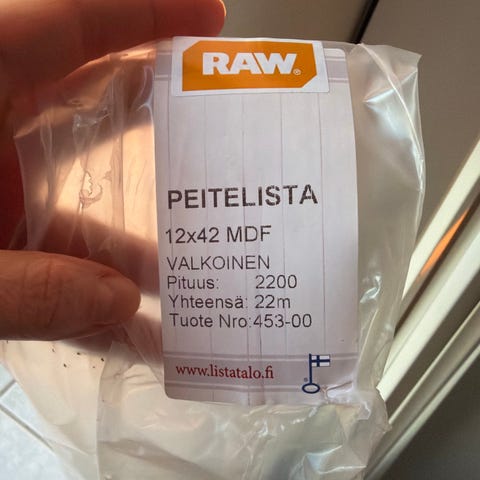 RAW®
PEITELISTA
12x42 MDF
VALKOINEN
Pituus: 2200
Yhteensä: 22m
Tuote Nro:453-00
www.listatalo.fi